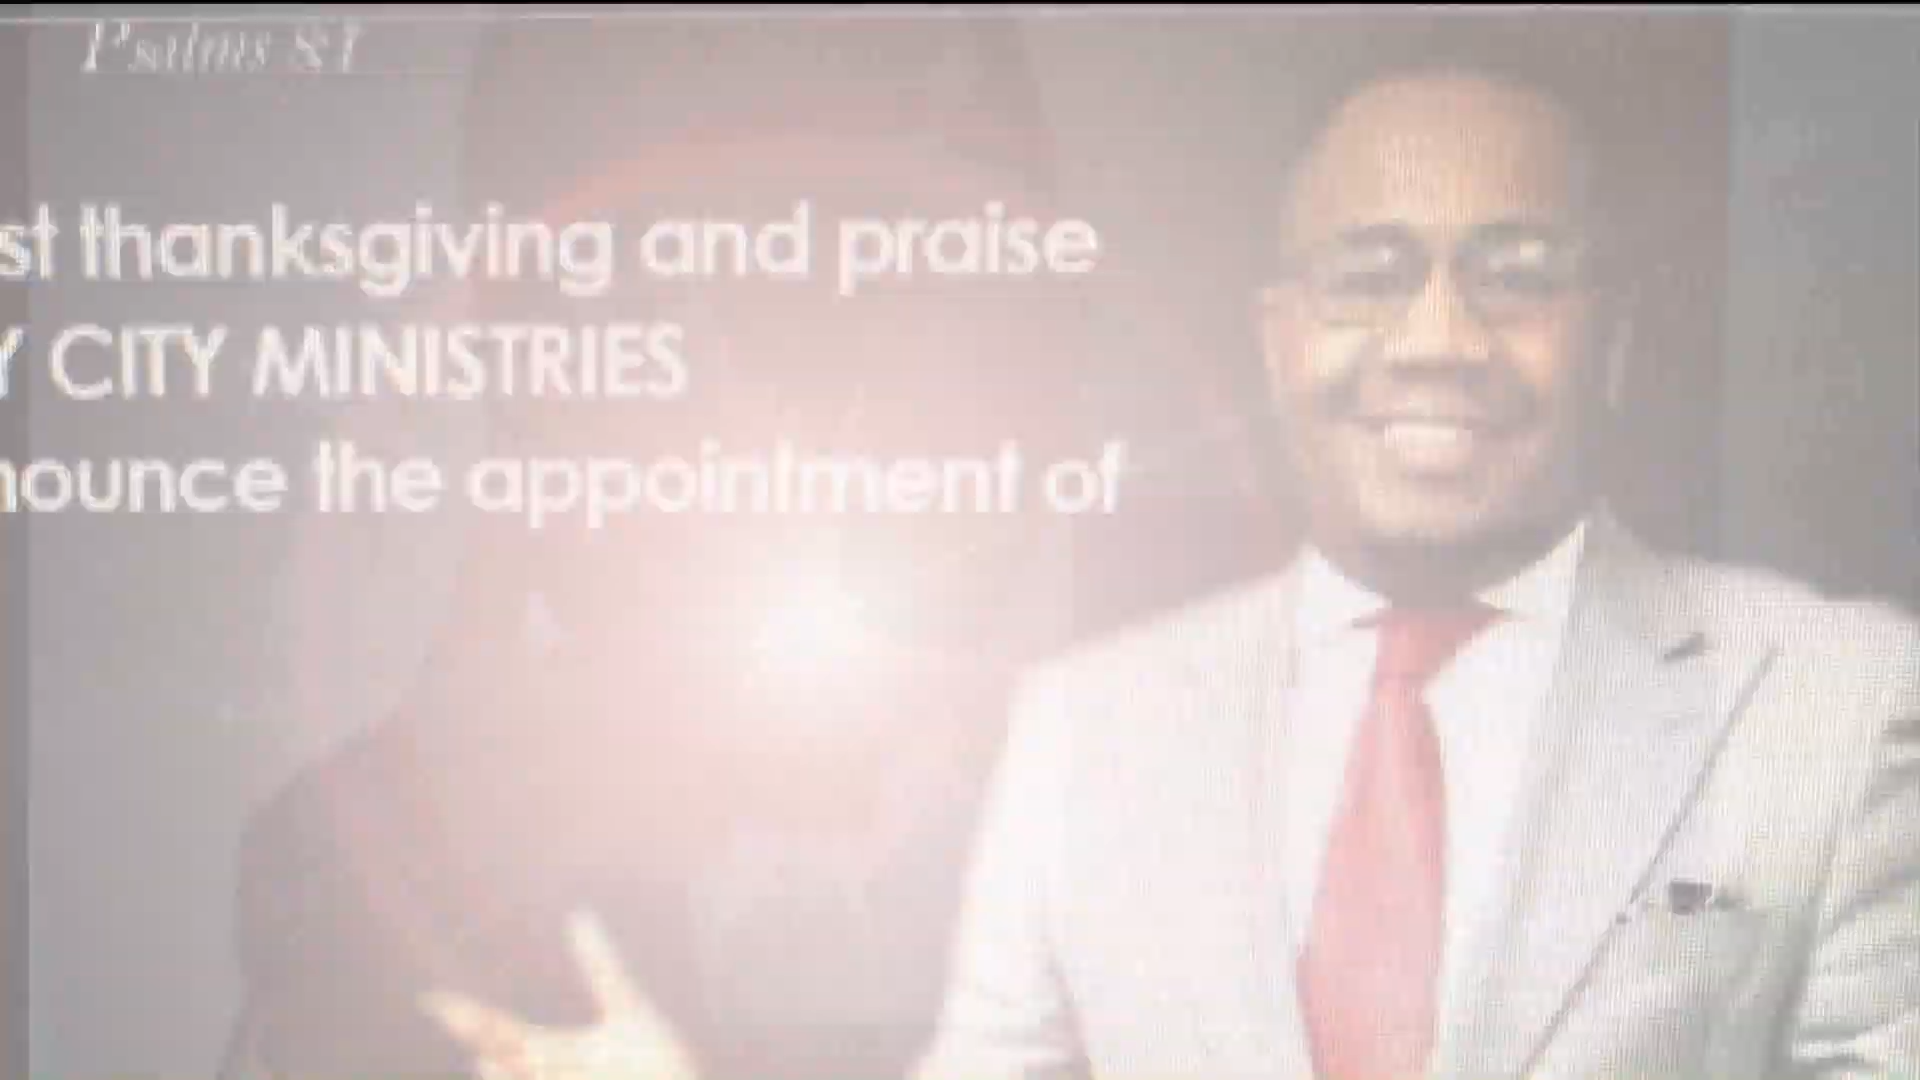 Psalms 81
st thanksgiving and praise
Y CITY MINISTRIES
nounce the appointment of